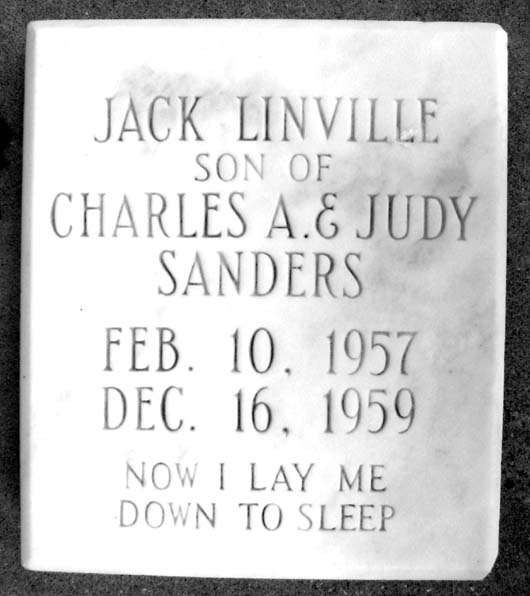 JACK LINVILLE
SON OF
CHARLES A. & JUDY
SANDERS
FEB. 10, 1957
DEC. 16, 1959
NOW I LAY ME
DOWN TO SLEEP